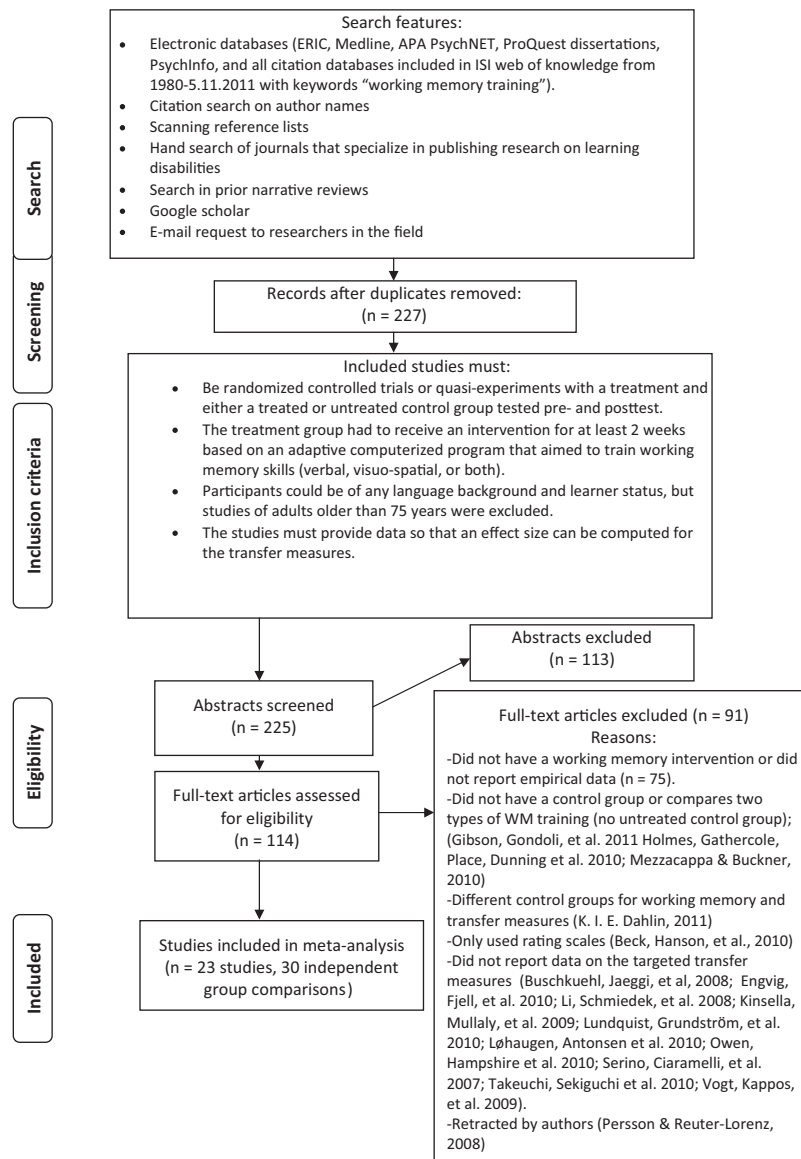 Search features:
• Electronic databases (ERIC, Medline, APA PsychNET, ProQuest dissertations,
PsychInfo, and all citation databases included in ISI web of knowledge from
1980-5.11.2011 with keywords “working memory training”).
• Citation search on author names
• Scanning reference lists
• Hand search of journals that specialize in publishing research on learning
disabilities
• Search in prior narrative reviews
• Google scholar
• E-mail request to researchers in the field
Search
Screening
Records after duplicates removed:
(n = 227)
Inclusion criteria
Included studies must:
• Be randomized controlled trials or quasi-experiments with a treatment and
either a treated or untreated control group tested pre- and posttest.
• The treatment group had to receive an intervention for at least 2 weeks
based on an adaptive computerized program that aimed to train working
memory skills (verbal, visuo-spatial, or both).
• Participants could be of any language background and learner status, but
studies of adults older than 75 years were excluded.
• The studies must provide data so that an effect size can be computed for
the transfer measures.
Abstracts excluded
(n = 113)
Eligibility
Abstracts screened
(n = 225)
Full-text articles assessed
for eligibility
(n = 114)
Full-text articles excluded (n = 91)
Reasons:
-Did not have a working memory intervention or did
not report empirical data (n = 75).
-Did not have a control group or compares two
types of WM training (no untreated control group);
(Gibson, Gondoli, et al. 2011 Holmes, Gathercole,
Place, Dunning et al. 2010; Mezzacappa & Buckner,
2010)
-Different control groups for working memory and
transfer measures (K. I. E. Dahlin, 2011)
-Only used rating scales (Beck, Hanson, et al., 2010)
-Did not report data on the targeted transfer
measures (Buschkuehl, Jaeggi, et al, 2008; Engvig,
Fjell, et al. 2010; Li, Schmiedek, et al. 2008; Kinsella,
Mullaly, et al. 2009; Lundquist, Grundström, et al.
2010; Løhaugen, Antonsen et al. 2010; Owen,
Hampshire et al. 2010; Serino, Ciaramelli, et al.
2007; Takeuchi, Sekiguchi et al. 2010; Vogt, Kappos,
et al. 2009).
-Retracted by authors (Persson & Reuter-Lorenz,
2008)
Included
Studies included in meta-analysis
(n = 23 studies, 30 independent
group comparisons)